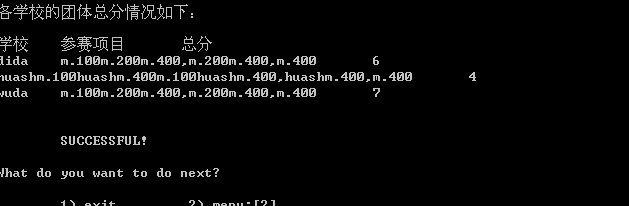 各学校的团体总分情况如下：
学校 参赛项目 总分
dida m.100m.200m.400,m.200m.400,m.400 6
huashm.100huashm.400m.100huashm.400,huashm.400,m.400 4
wuda m.100m.200m.400,m.200m.400,m.400 7
SUCCESSFUL!
What do you want to do next?
1) exit 2) menu:[2]